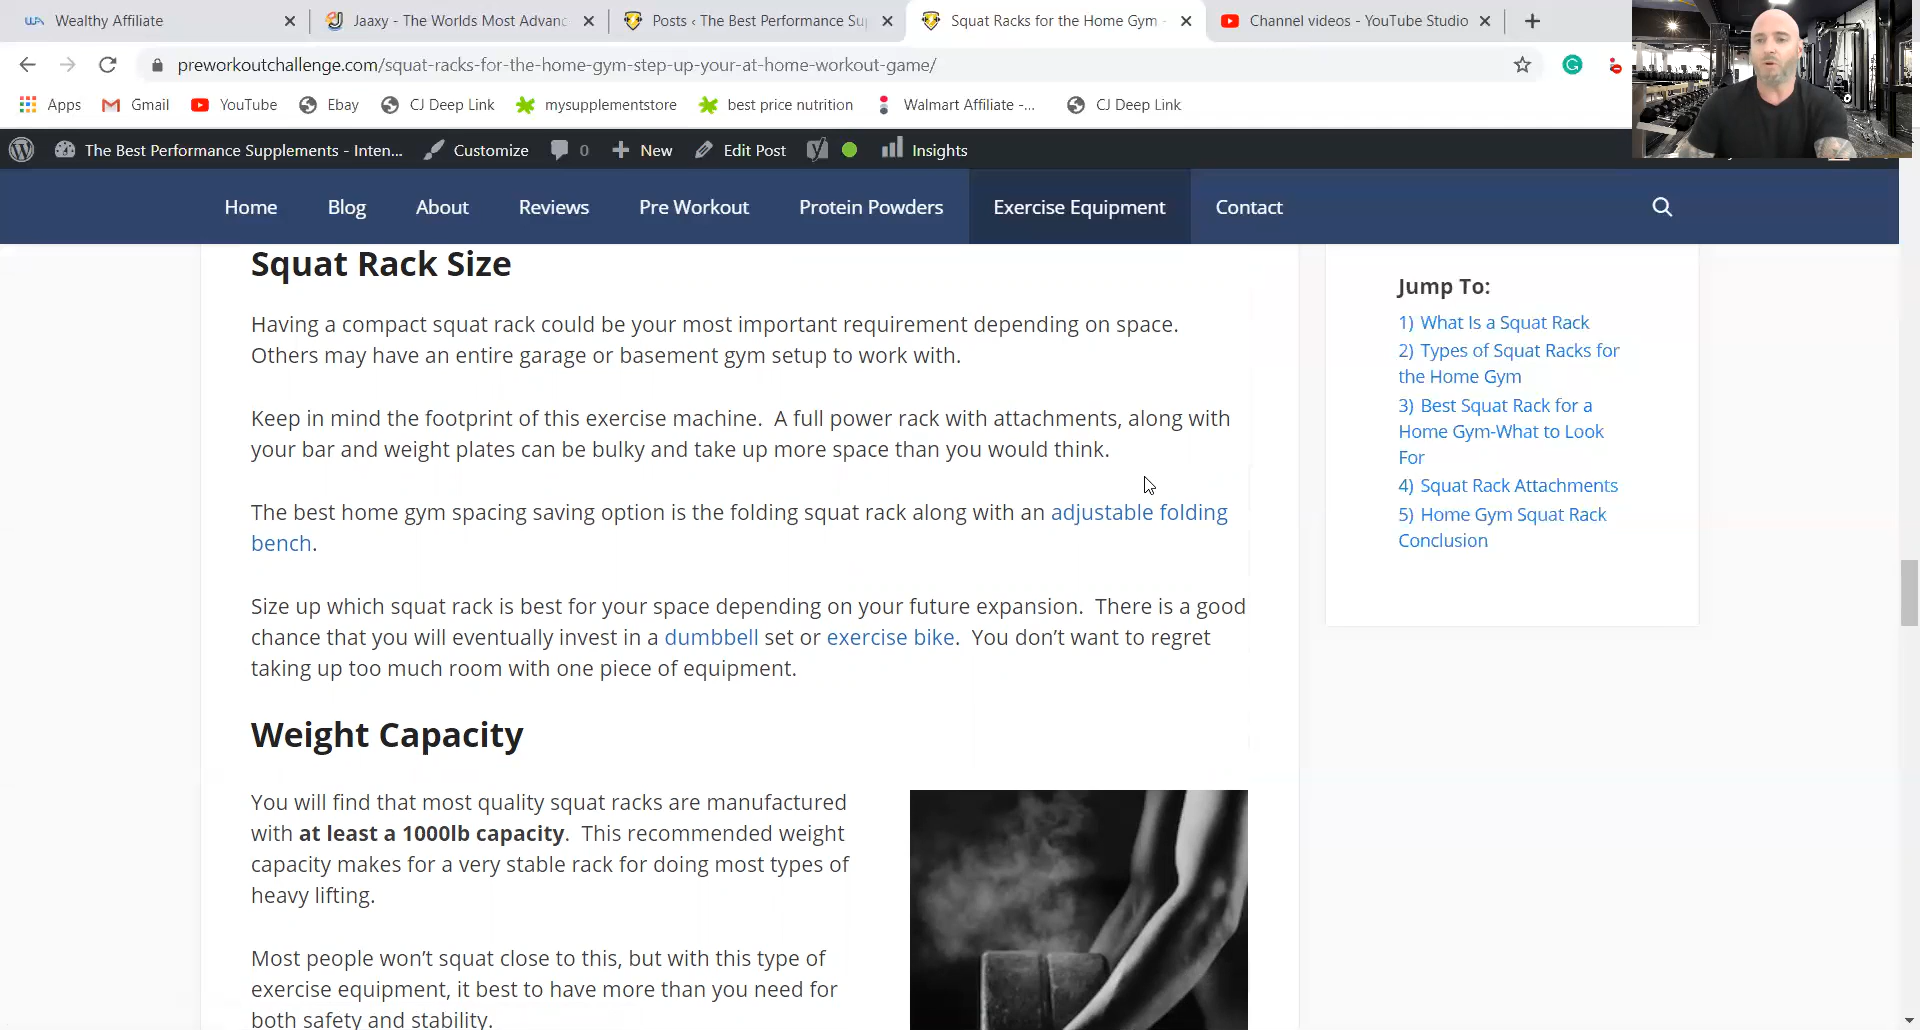 Wealthy Affiliate
Jaaxy - The Worlds Most Advanc
Posts ‹ The Best Performance Su
Squat Racks for the Home Gym -
Channel videos - YouTube Studio
preworkoutchallenge.com/squat-racks-for-the-home-gym-step-up-your-at-home-workout-game/
Apps
Gmail
YouTube
Ebay
CJ Deep Link
mysupplementstore
best price nutrition
Walmart Affiliate -...
CJ Deep Link
The Best Performance Supplements - Inten...
Customize
0
New
Edit Post
Insights
Home
Blog
About
Reviews
Pre Workout
Protein Powders
Exercise Equipment
Contact
Squat Rack Size
Having a compact squat rack could be your most important requirement depending on space.
Others may have an entire garage or basement gym setup to work with.
Keep in mind the footprint of this exercise machine.  A full power rack with attachments, along with
your bar and weight plates can be bulky and take up more space than you would think.
The best home gym spacing saving option is the folding squat rack along with an adjustable folding
bench.
Size up which squat rack is best for your space depending on your future expansion.  There is a good
chance that you will eventually invest in a dumbbell set or exercise bike.  You don’t want to regret
taking up too much room with one piece of equipment.
Weight Capacity
You will find that most quality squat racks are manufactured
with at least a 1000lb capacity.  This recommended weight
capacity makes for a very stable rack for doing most types of
heavy lifting.
Most people won’t squat close to this, but with this type of
exercise equipment, it best to have more than you need for
both safety and stability.
Jump To:
1) What Is a Squat Rack
2) Types of Squat Racks for
the Home Gym
3) Best Squat Rack for a
Home Gym-What to Look
For
4) Squat Rack Attachments
5) Home Gym Squat Rack
Conclusion